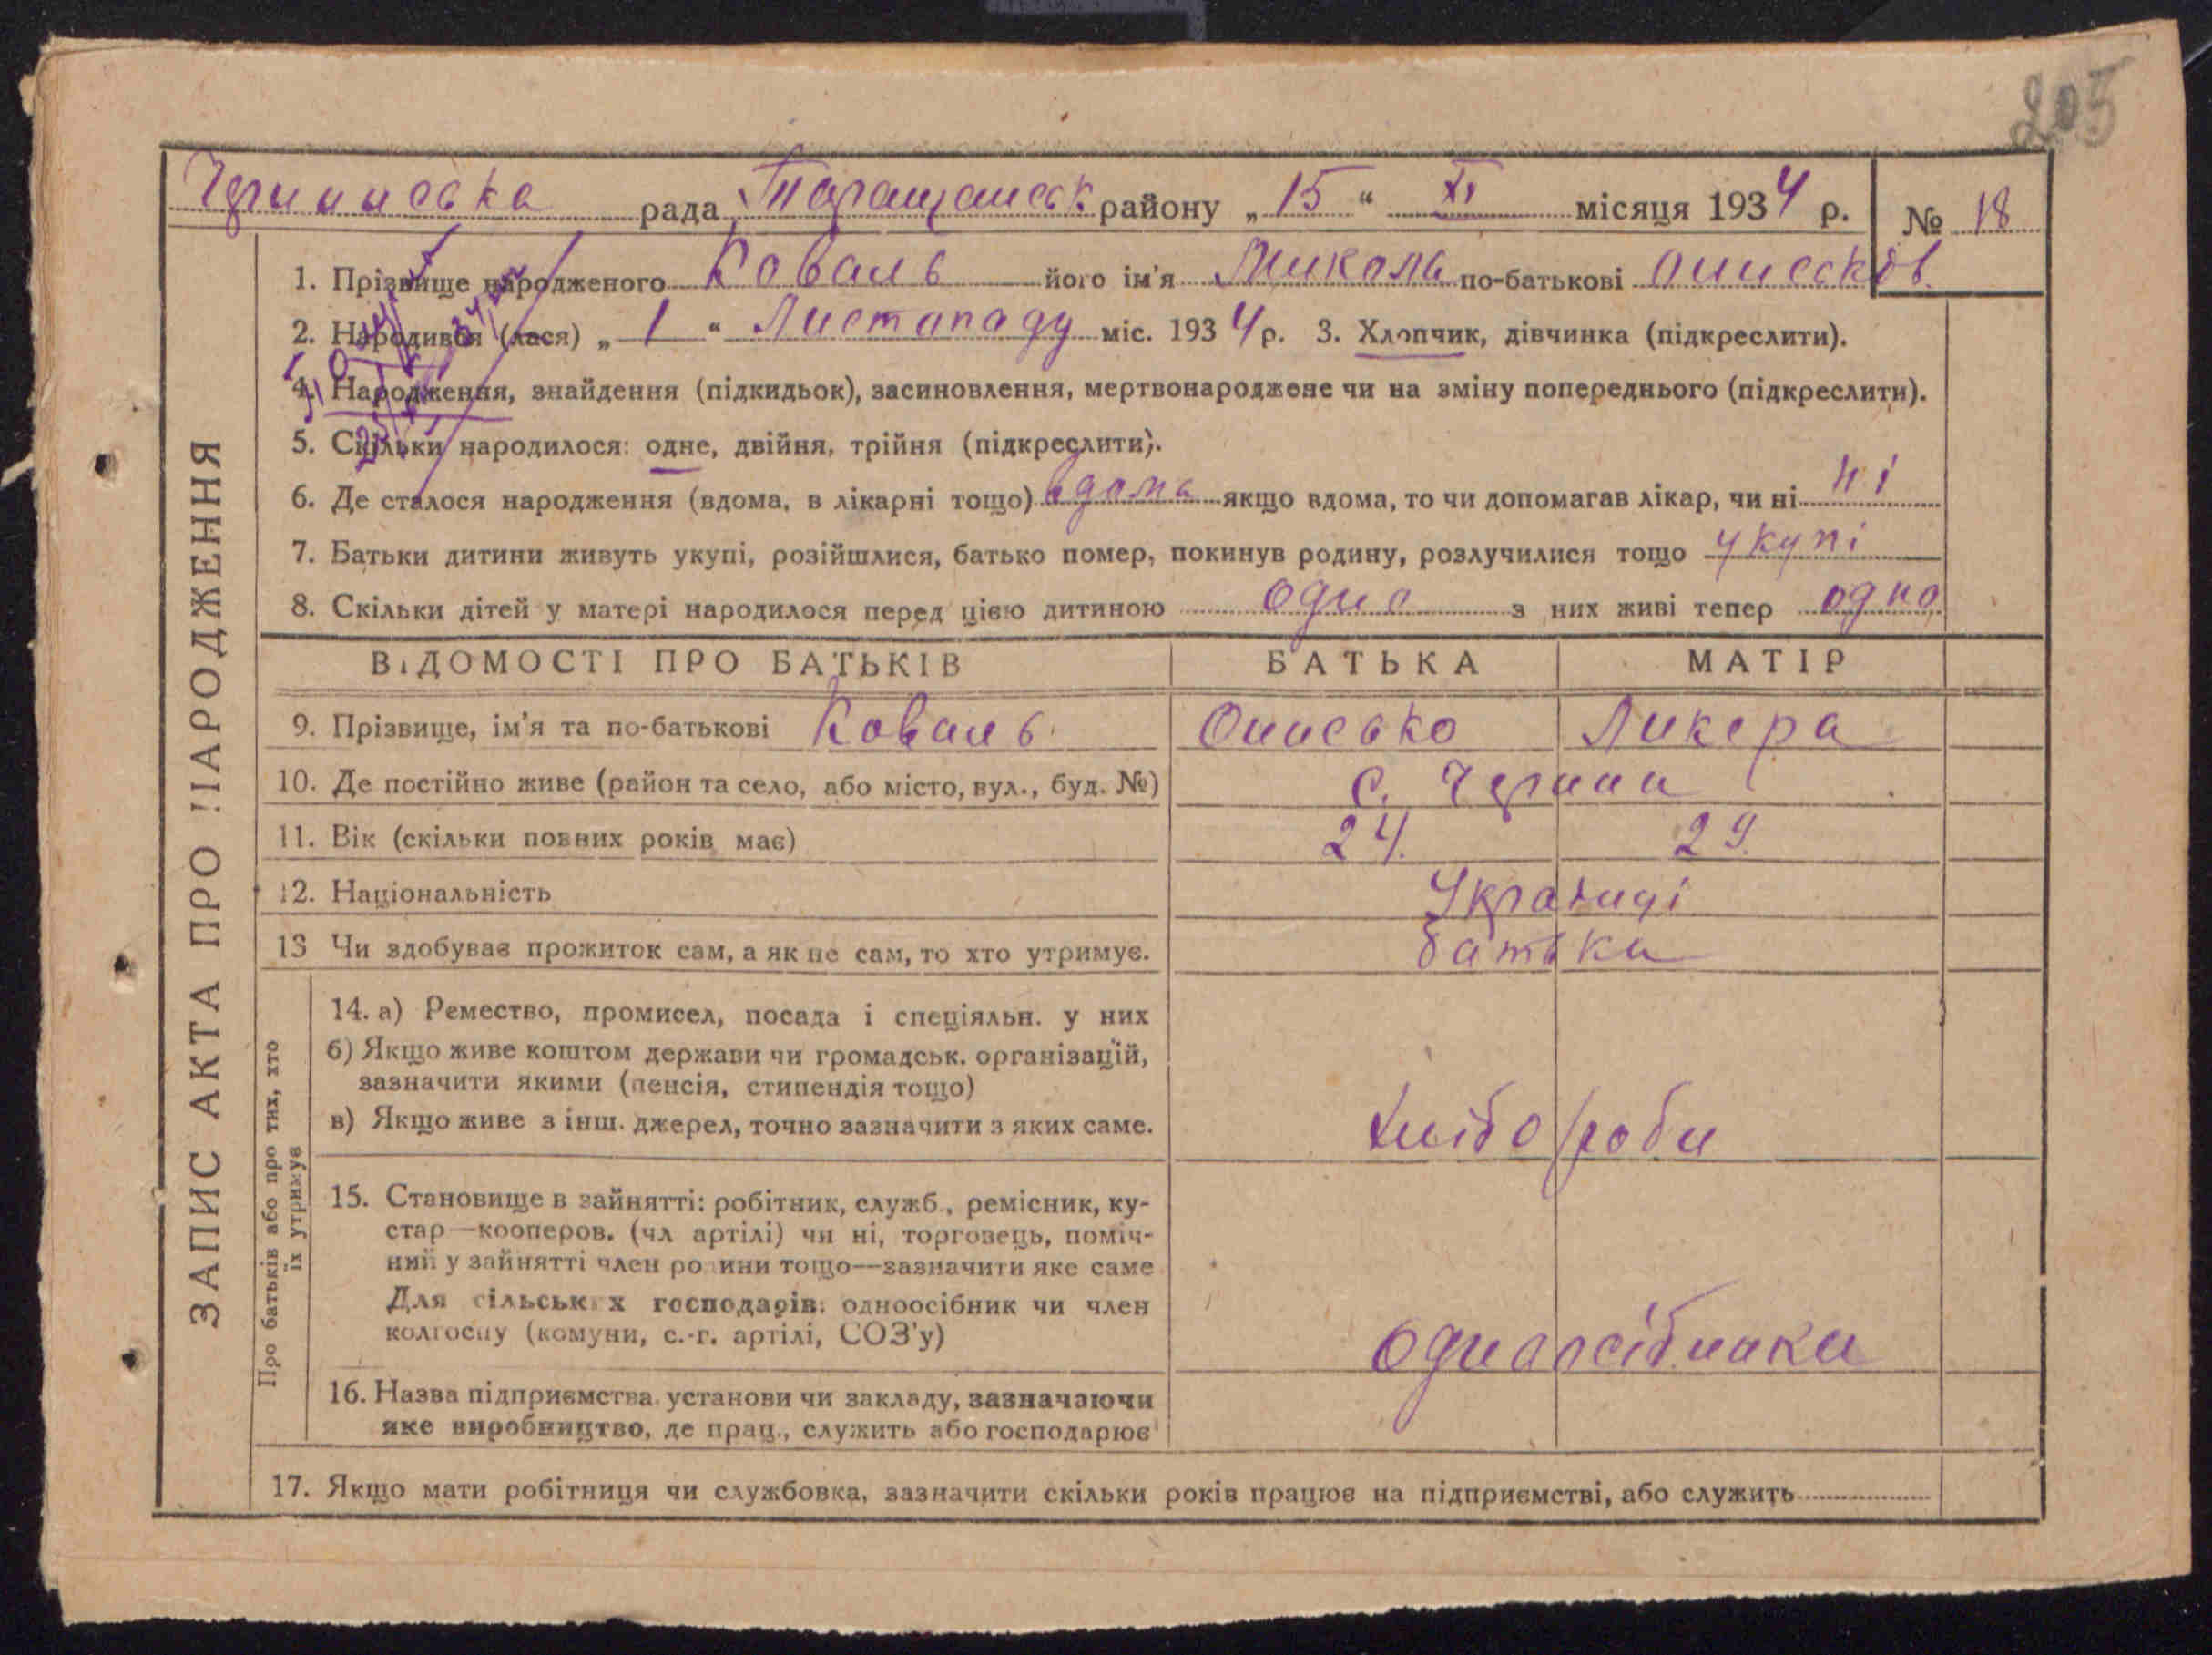 205
Чернинська рада Таращанськ району „15“ XI місяця 1934 р. № 18
1. Прізвище народженого Коваль його ім'я Микола по-батькові Ониськов.
2. Народився (лася) „1“ Листопаду міс. 1934 р. 3. Хлопчик, дівчинка (підкреслити).
4. Народження, знайдення (підкидьок), засиновлення, мертвонароджене чи на зміну попереднього (підкреслити).
5. Скільки народилося: одне, двійня, трійня (підкреслити).
6. Де сталося народження (вдома, в лікарні тощо) вдома якщо вдома, то чи допомагав лікар, чи ні ні
7. Батьки дитини живуть укупі, розійшлися, батько помер, покинув родину, розлучилися тощо укупі
8. Скільки дітей у матері народилося перед цією дитиною одно з них живі тепер одно
ЗАПИС АКТА ПРО НАРОДЖЕННЯ
ВІДОМОСТІ ПРО БАТЬКІВ БАТЬКА МАТІР
9. Прізвище, ім'я та по-батькові Коваль Онисько Ликера
10. Де постійно живе (район та село, або місто, вул., буд. №) с. Чернин
11. Вік (скільки повних років має) 24. 29.
12. Національність Українці
13 Чи здобуває прожиток сам, а як не сам, то хто утримує. батьки
Про батьків або про тих, хто
їх утримує
14. а) Ремество, промисел, посада і спеціяльн. у них
б) Якщо живе коштом держави чи громадськ. організацій,
зазначити якими (пенсія, стипендія тощо)
в) Якщо живе з інш. джерел, точно зазначити з яких саме. хлібороби
15. Становище в зайнятті: робітник, служб., ремісник, ку-
стар—кооперов. (чл артілі) чи ні, торговець, поміч-
ний у зайнятті член родини тощо—зазначити яке саме
Для сільських господарів: одноосібник чи член
колгоспу (комуни, с.-г. артілі, СОЗ'у) одноосібники
16. Назва підприємства, установи чи закладу, зазначаючи
яке виробництво, де прац., служить або господарює
17. Якщо мати робітниця чи службовка, зазначити скільки років працює на підприємстві, або служить